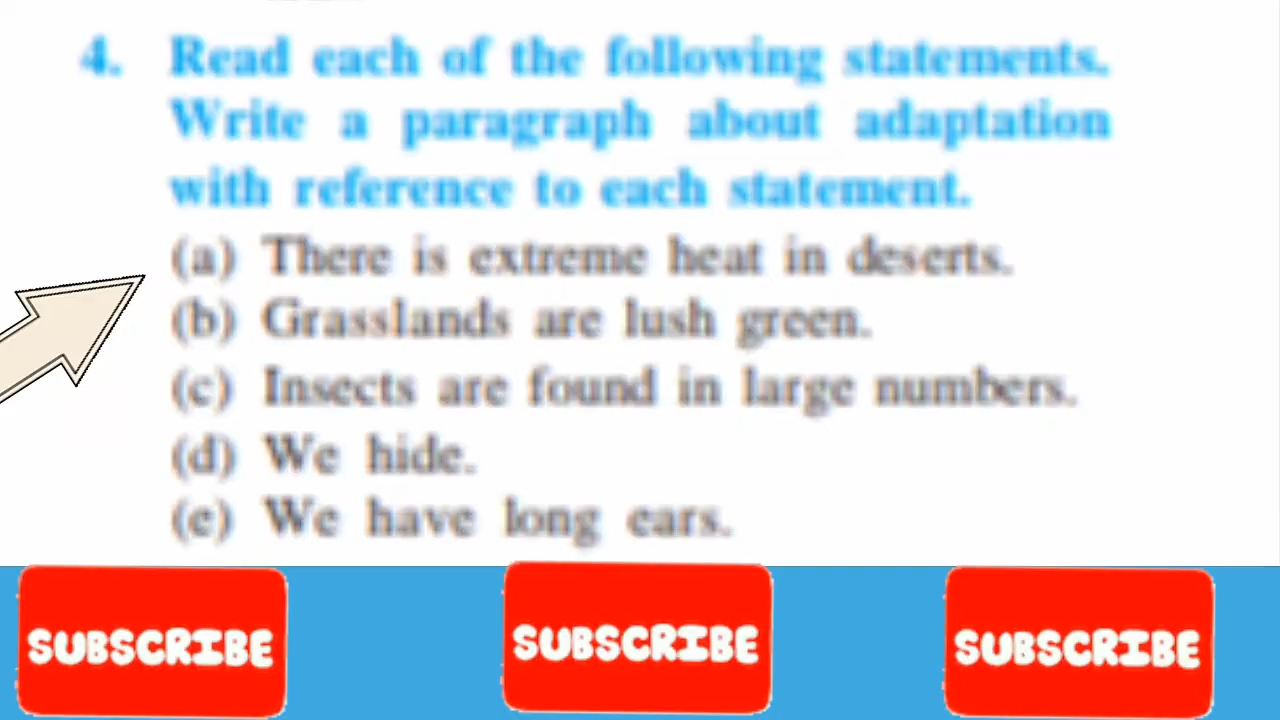 4. Read each of the following statements.
Write a paragraph about adaptation
with reference to each statement.
(a) There is extreme heat in deserts.
(b) Grasslands are lush green.
(c) Insects are found in large numbers.
(d) We hide.
(e) We have long ears.
SUBSCRIBE SUBSCRIBE SUBSCRIBE